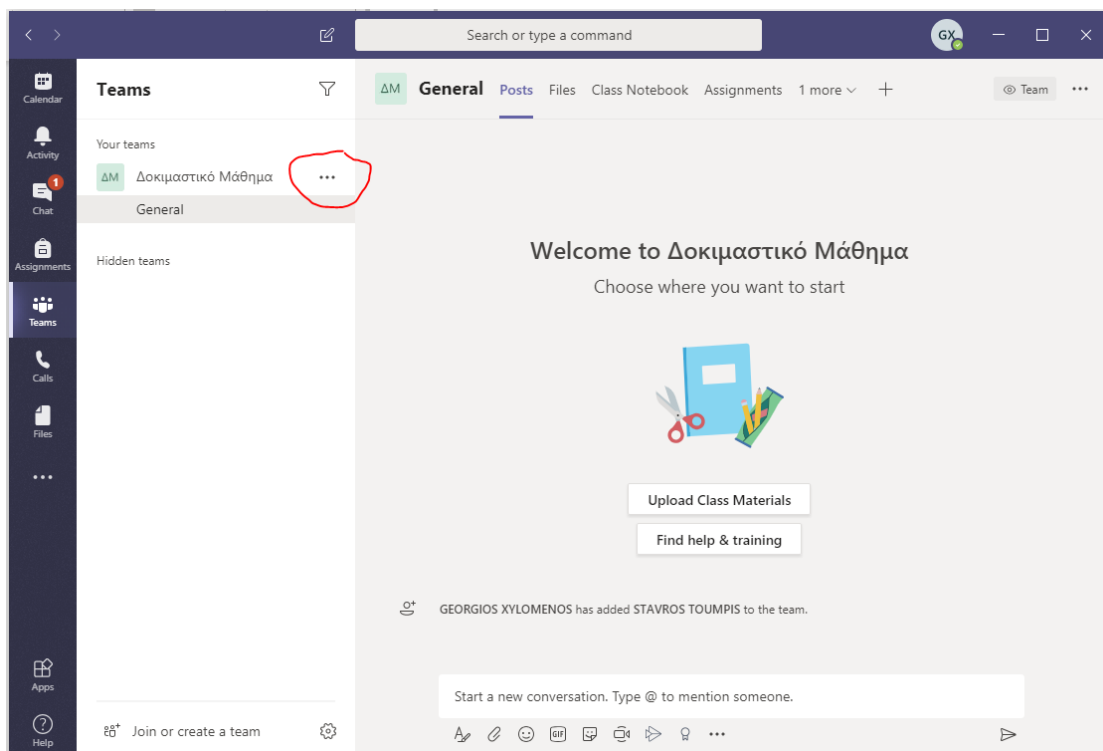 Search or type a command
GX
Calendar
Activity
1
Chat
Assignments
Teams
Calls
Files
Apps
Help
Teams
Your teams
ΔΜ Δοκιμαστικό Μάθημα
General
Hidden teams
Join or create a team
ΔΜ General Posts Files Class Notebook Assignments 1 more Team
Welcome to Δοκιμαστικό Μάθημα
Choose where you want to start
Upload Class Materials
Find help & training
GEORGIOS XYLOMENOS has added STAVROS TOUMPIS to the team.
Start a new conversation. Type @ to mention someone.
GIF